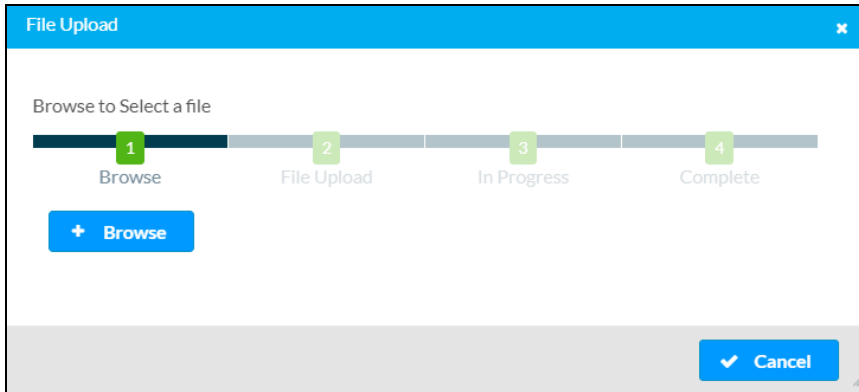 File Upload
Browse to Select a file
1 2 3 4
Browse File Upload In Progress Complete
Browse
Cancel